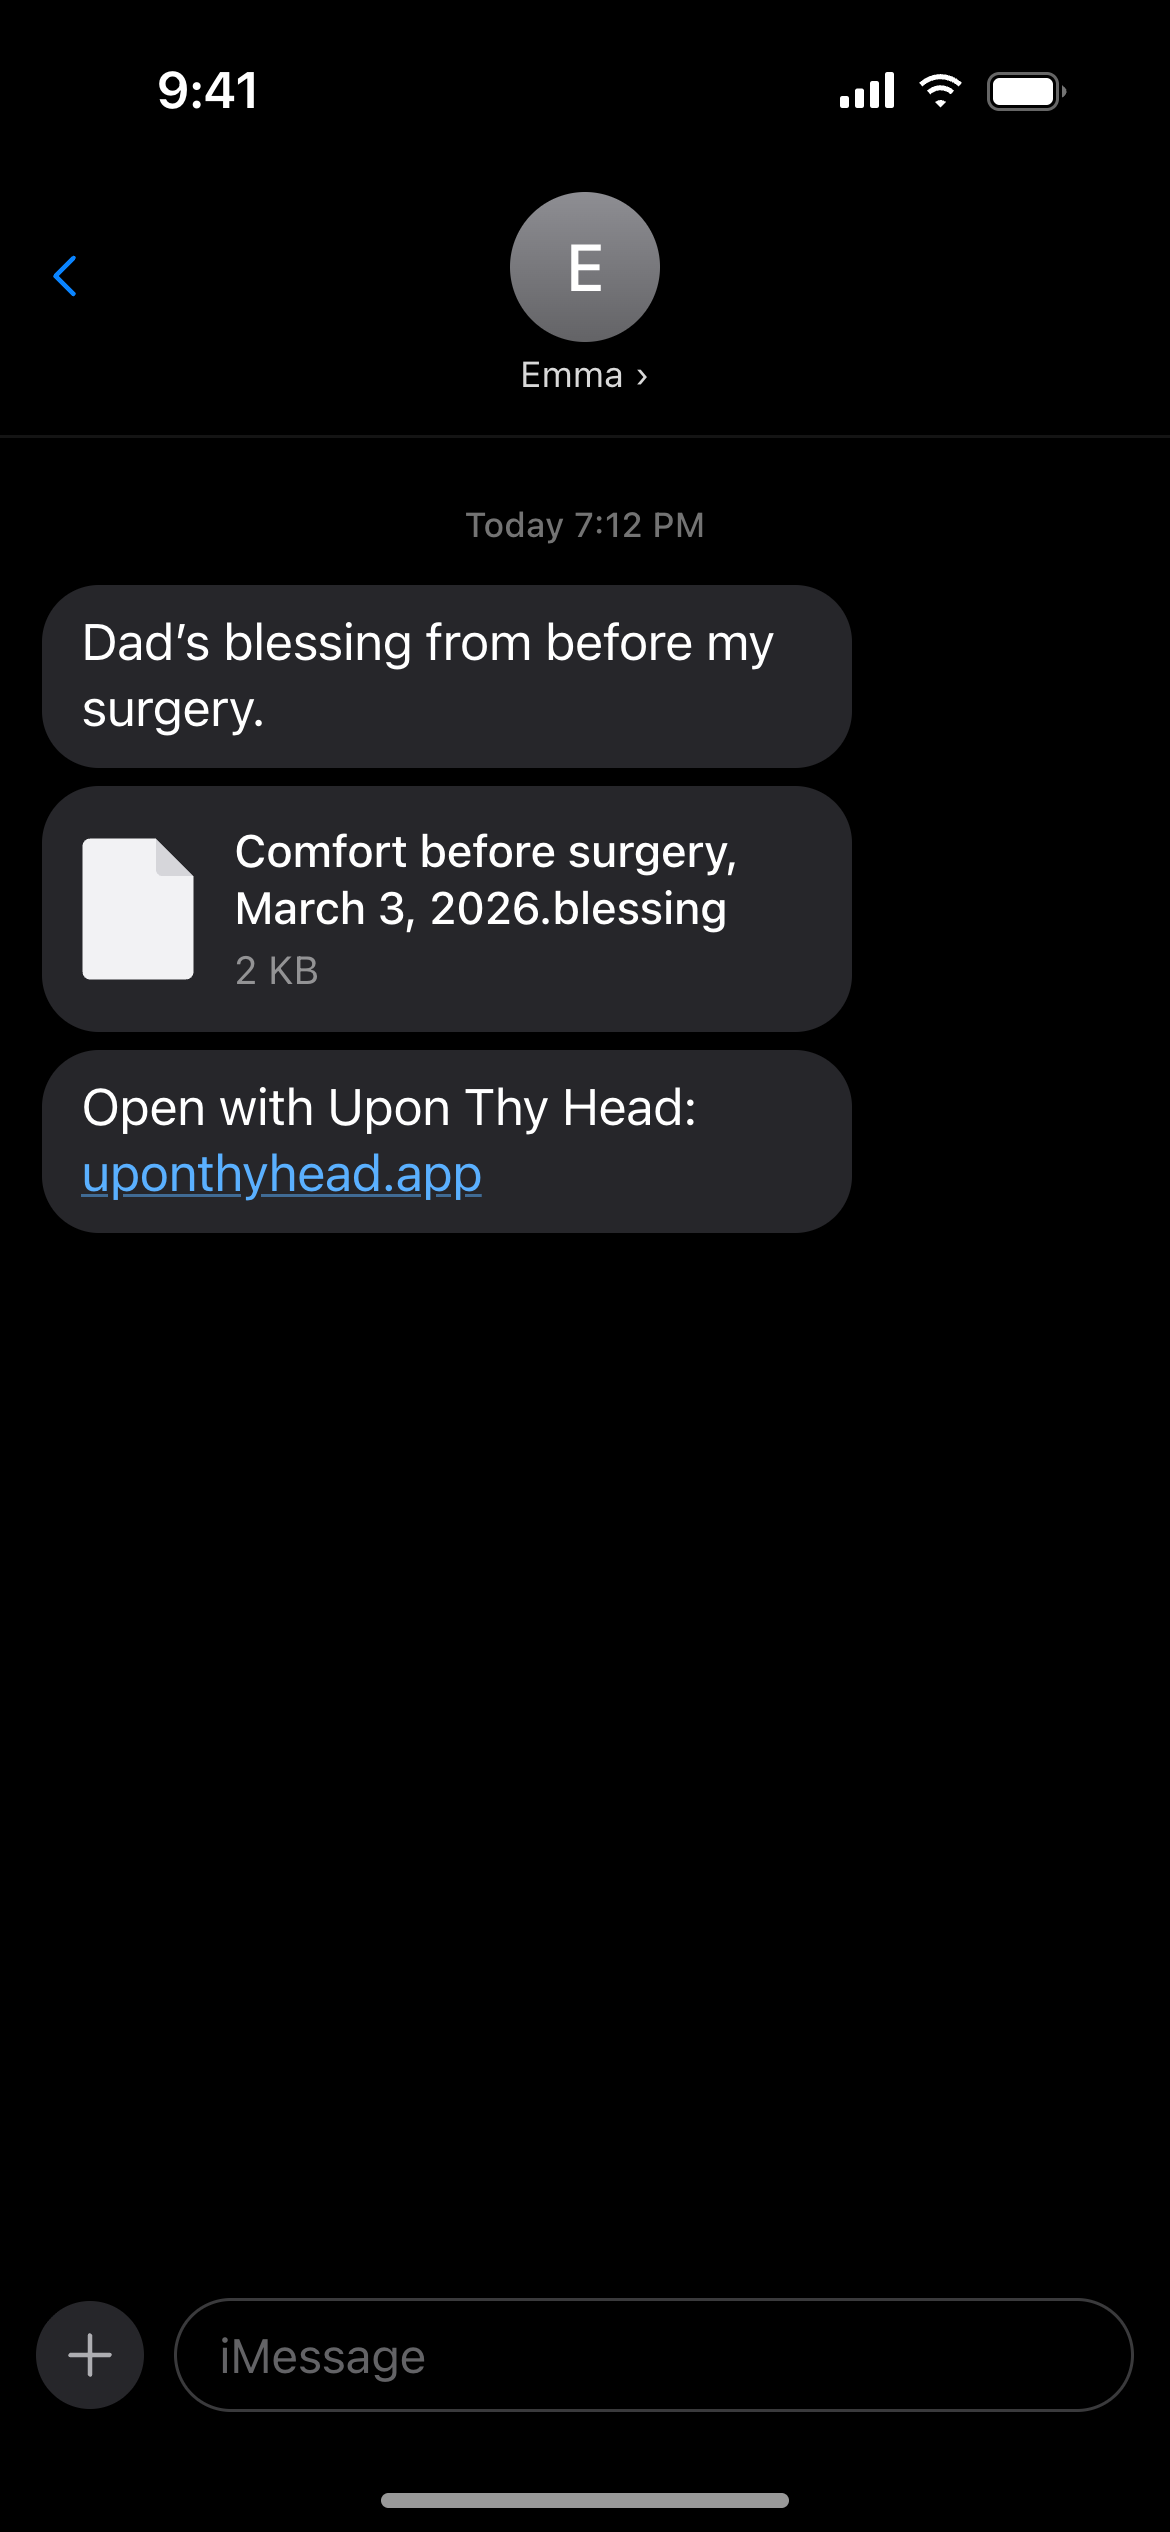 9:41
E
Emma ›
Today 7:12 PM
Dad’s blessing from before my
surgery.
Comfort before surgery,
March 3, 2026.blessing
2 KB
Open with Upon Thy Head:
uponthyhead.app
iMessage